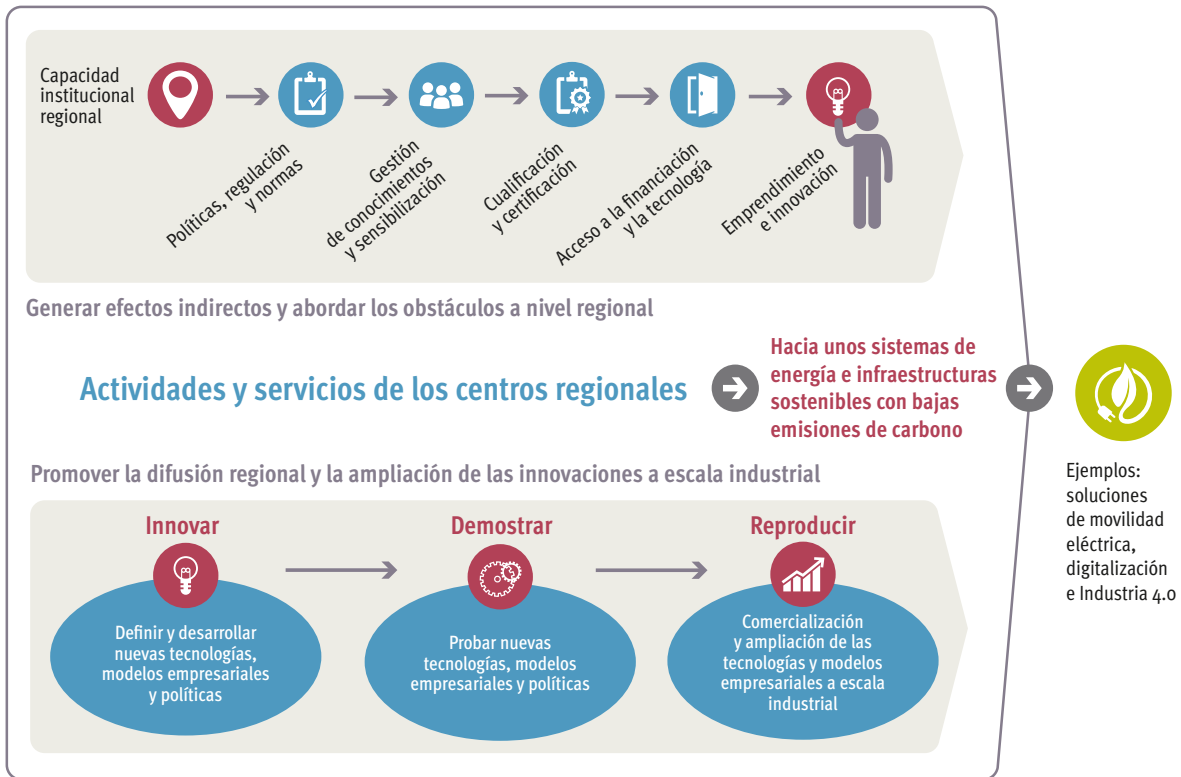 Capacidad
institucional
regional
Políticas, regulación
y normas
Gestión
de conocimientos
y sensibilización
Cualificación
y certificación
Acceso a la financiación
y la tecnología
Emprendimiento
e innovación
Generar efectos indirectos y abordar los obstáculos a nivel regional
Actividades y servicios de los centros regionales
Hacia unos sistemas de
energía e infraestructuras
sostenibles con bajas
emisiones de carbono
Ejemplos:
soluciones
de movilidad
eléctrica,
digitalización
e Industria 4.0
Promover la difusión regional y la ampliación de las innovaciones a escala industrial
Innovar
Definir y desarrollar
nuevas tecnologías,
modelos empresariales
y políticas
Demostrar
Probar nuevas
tecnologías, modelos
empresariales y políticas
Reproducir
Comercialización
y ampliación de las
tecnologías y modelos
empresariales a escala
industrial